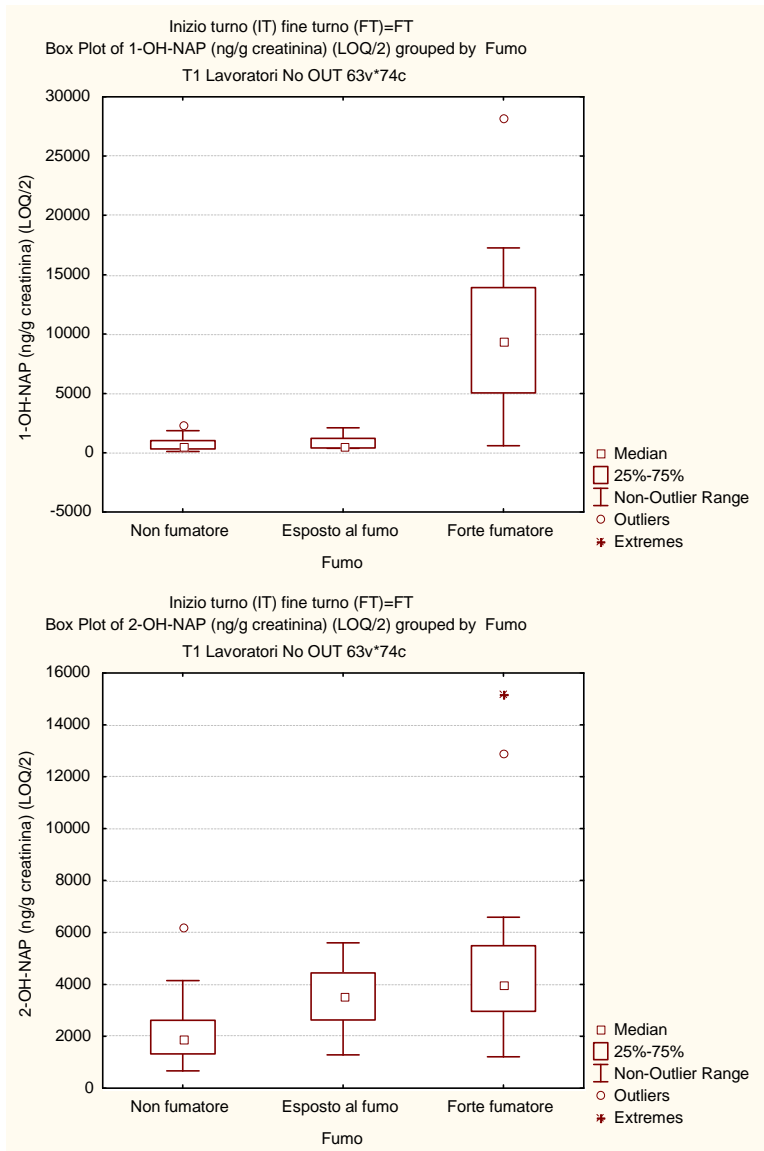 Inizio turno (IT) fine turno (FT)=FT
Box Plot of 1-OH-NAP (ng/g creatinina) (LOQ/2) grouped by Fumo
T1 Lavoratori No OUT 63v*74c
30000
25000
20000
15000
10000
5000
0
-5000
1-OH-NAP (ng/g creatinina) (LOQ/2)
Non fumatore
Esposto al fumo
Forte fumatore
Fumo
Median
25%-75%
Non-Outlier Range
Outliers
Extremes
Inizio turno (IT) fine turno (FT)=FT
Box Plot of 2-OH-NAP (ng/g creatinina) (LOQ/2) grouped by Fumo
T1 Lavoratori No OUT 63v*74c
16000
14000
12000
10000
8000
6000
4000
2000
0
2-OH-NAP (ng/g creatinina) (LOQ/2)
Non fumatore
Esposto al fumo
Forte fumatore
Fumo
Median
25%-75%
Non-Outlier Range
Outliers
Extremes